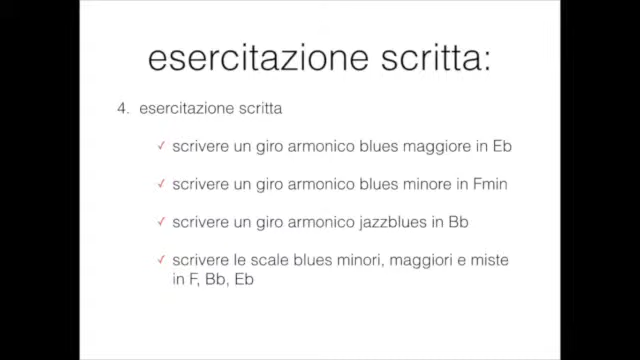 esercitazione scritta:
4. esercitazione scritta
✓ scrivere un giro armonico blues maggiore in Eb
✓ scrivere un giro armonico blues minore in Fmin
✓ scrivere un giro armonico jazzblues in Bb
✓ scrivere le scale blues minori, maggiori e miste
in F, Bb, Eb